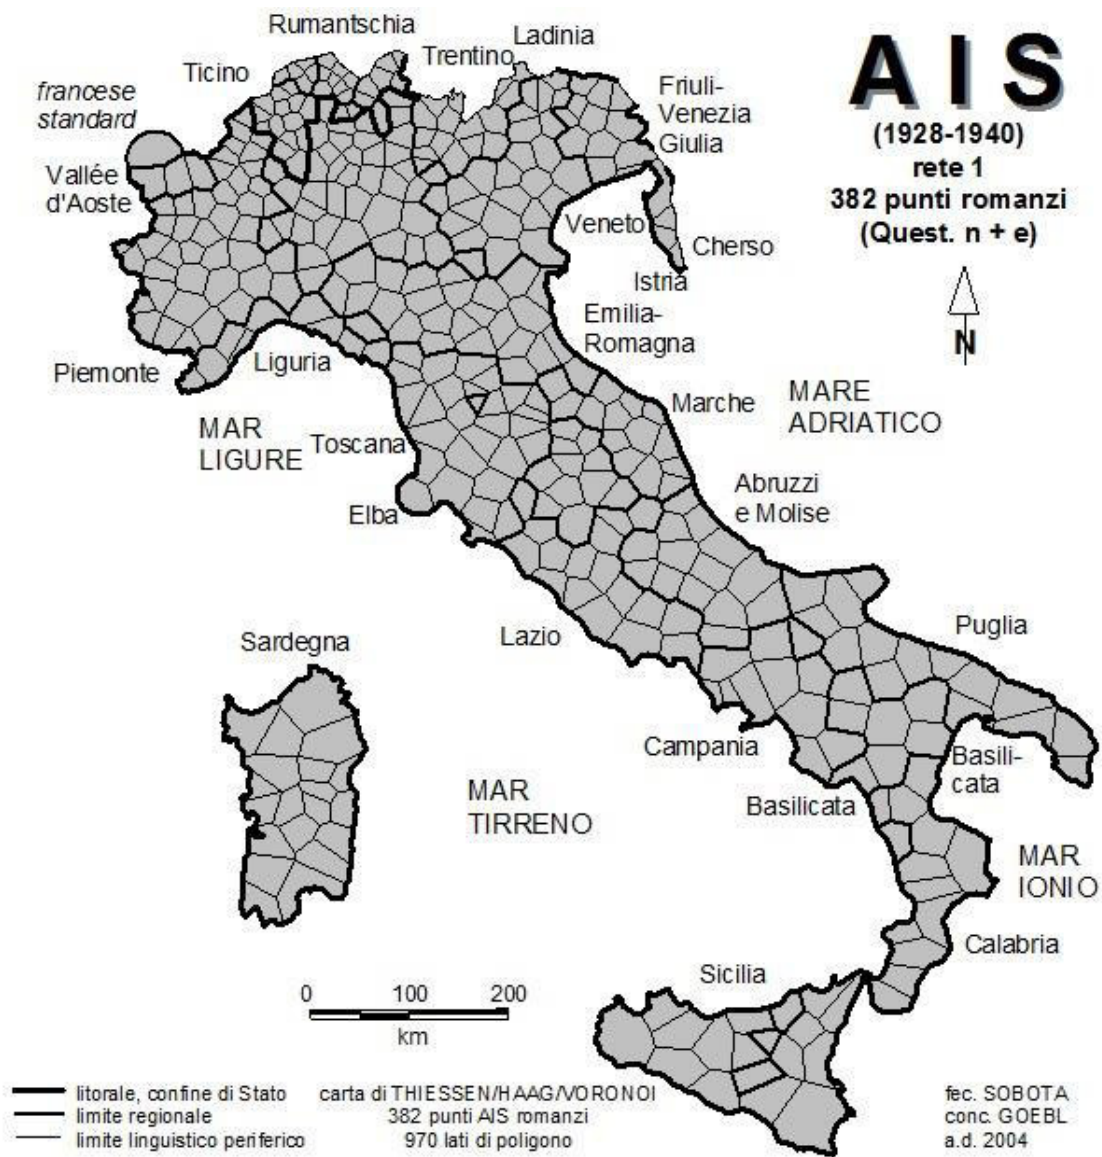 Rumantschia
Ladinia
Trentino
Ticino
francese
standard
Friuli-
Venezia
Giulia
Vallée
d'Aoste
Veneto
Cherso
Istria
Emilia-
Romagna
Piemonte
Liguria
Marche
MARE
ADRIATICO
MAR
LIGURE
Toscana
Elba
Abruzzi
e Molise
Lazio
Puglia
Sardegna
Campania
Basilicata
Basili-
cata
MAR
TIRRENO
MAR
IONIO
Calabria
Sicilia
AIS
(1928-1940)
rete 1
382 punti romanzi
(Quest. n + e)
N
0 100 200
km
litorale, confine di Stato
limite regionale
limite linguistico periferico
carta di THIESSEN/HAAG/VORONOI
382 punti AIS romanzi
970 lati di poligono
fec. SOBOTA
conc. GOEBL
a.d. 2004